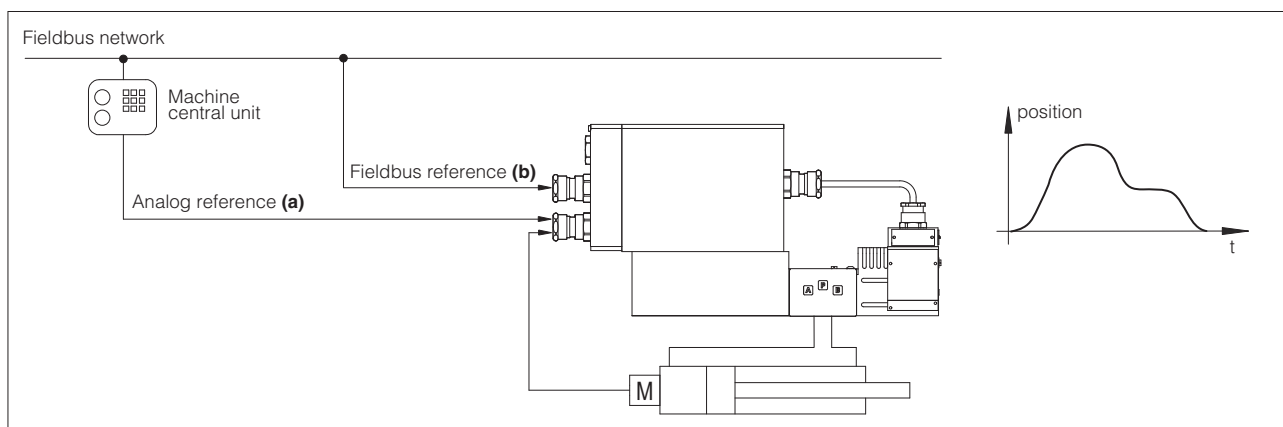 Fieldbus network
Machine
central unit
Fieldbus reference (b)
Analog reference (a)
A P B
M
position
t